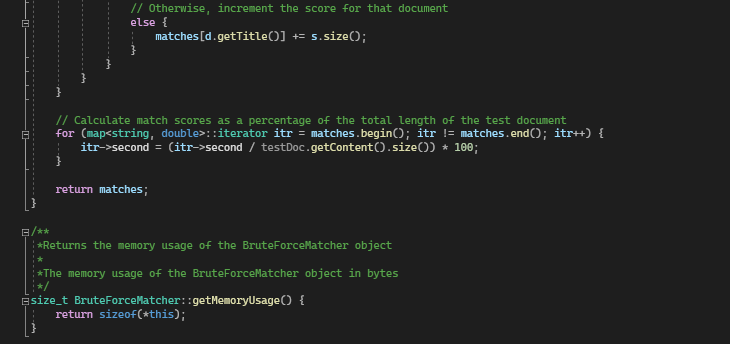 // Otherwise, increment the score for that document
else {
matches[d.getTitle()] += s.size();
}
}
}
}
// Calculate match scores as a percentage of the total length of the test document
for (map<string, double>::iterator itr = matches.begin(); itr != matches.end(); itr++) {
itr->second = (itr->second / testDoc.getContent().size()) * 100;
}
return matches;
}
/**
*Returns the memory usage of the BruteForceMatcher object
*
*The memory usage of the BruteForceMatcher object in bytes
*/
size_t BruteForceMatcher::getMemoryUsage() {
return sizeof(*this);
}